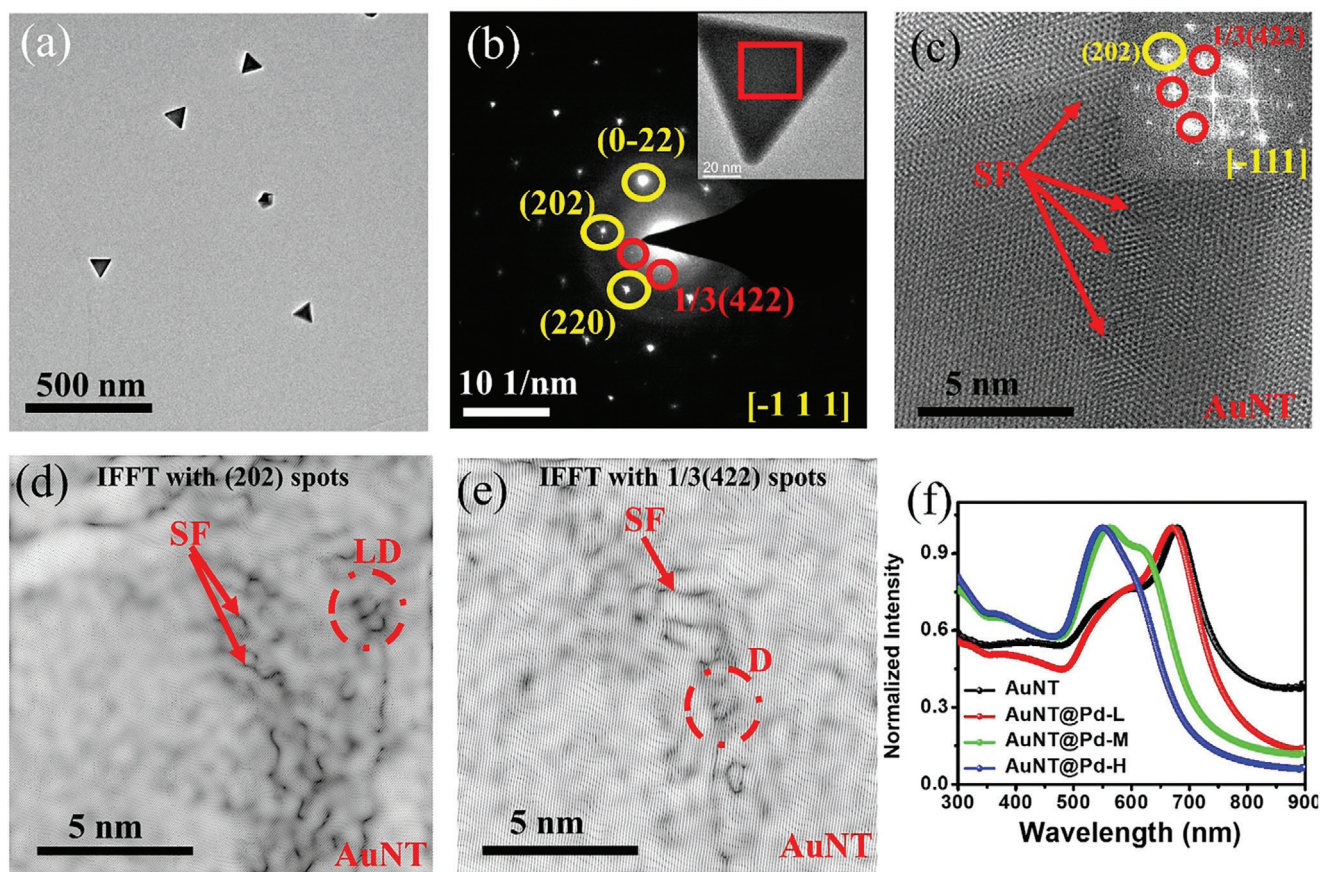 (a)
500 nm
(b)
20 nm
(0-22)
(202)
1/3(422)
(220)
10 1/nm
[-1 1 1]
(c)
1/3(422)
(202)
[-111]
SF
5 nm
AuNT
(d)
IFFT with (202) spots
SF
LD
5 nm
AuNT
(e)
IFFT with 1/3(422) spots
SF
D
5 nm
AuNT
(f)
Normalized Intensity
0.9
0.6
0.3
0.0
AuNT
AuNT@Pd-L
AuNT@Pd-M
AuNT@Pd-H
300 400 500 600 700 800 900
Wavelength (nm)